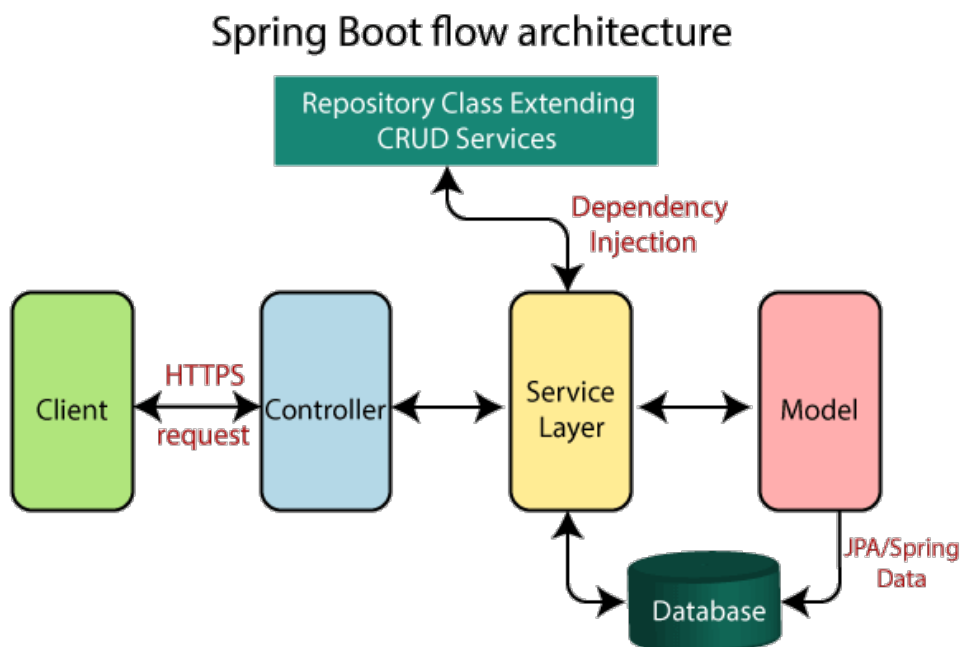 Spring Boot flow architecture
Repository Class Extending
CRUD Services
Dependency
Injection
Client
HTTPS
request
Controller
Service
Layer
Model
JPA/Spring
Data
Database